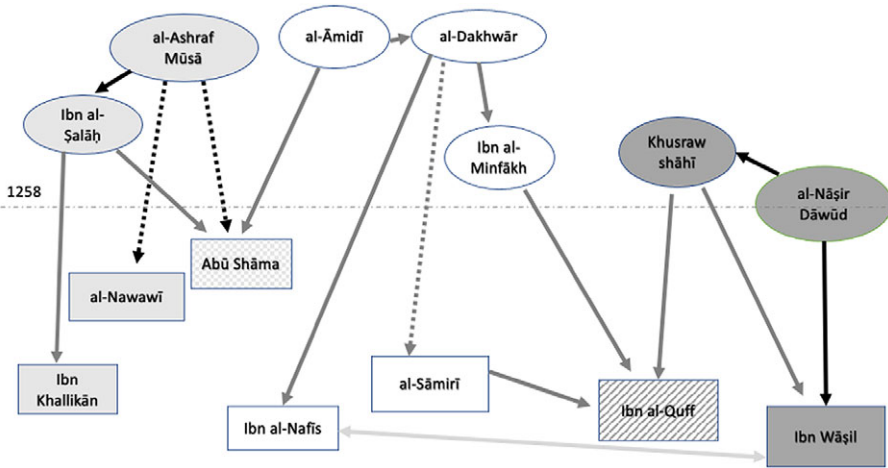 al-Ashraf
Mūsā
al-Āmidī
al-Dakhwār
Ibn al-
Ṣalāḥ
Ibn al-
Minfākh
Khusraw
shāhī
1258
al-Nāṣir
Dāwūd
Abū Shāma
al-Nawawī
Ibn
Khallikān
al-Sāmirī
Ibn al-Nafīs
Ibn al-Quff
Ibn Wāṣil